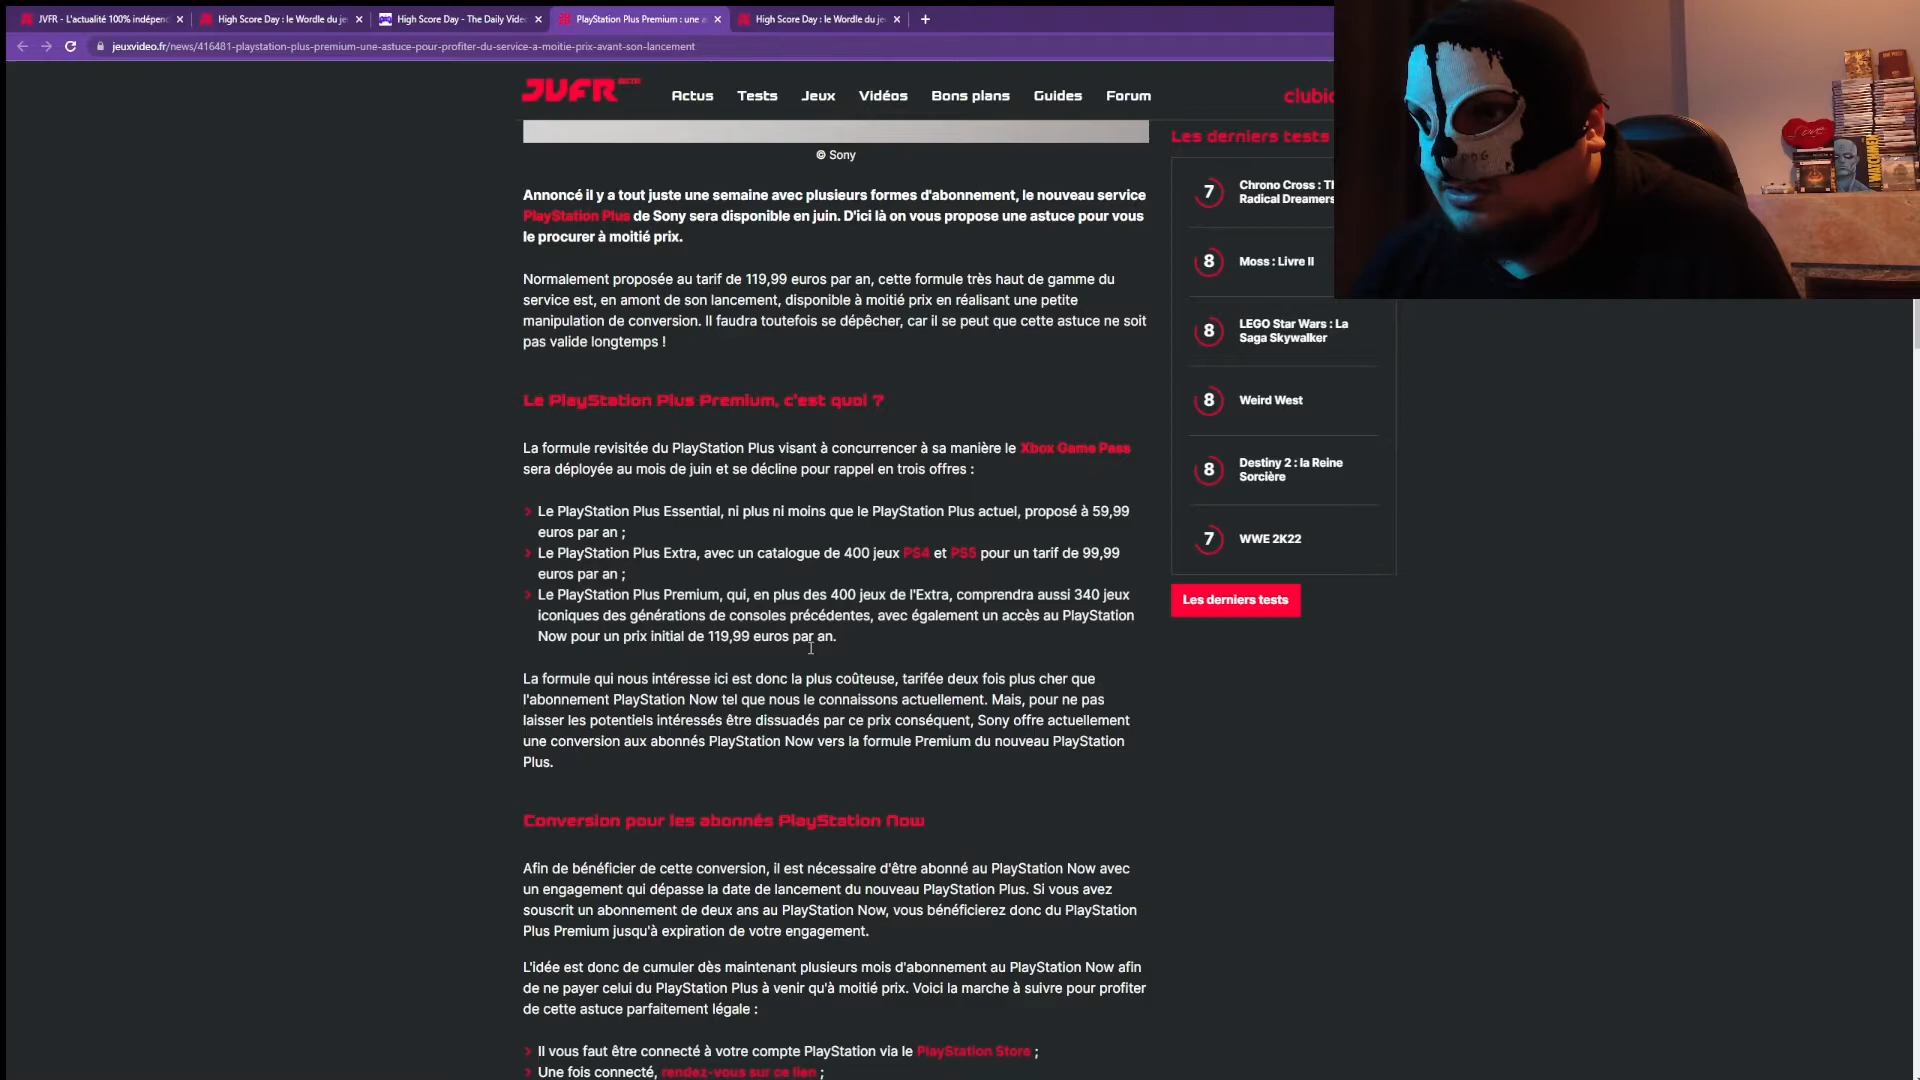 JVFR - L'actualité 100% indépen
High Score Day : le Wordle du je
High Score Day - The Daily Vide
PlayStation Plus Premium : une a
High Score Day : le Wordle du je
jeuxvideo.fr/news/416481-playstation-plus-premium-une-astuce-pour-profiter-du-service-a-moitie-prix-avant-son-lancement
JVFR BETA
Actus Tests Jeux Vidéos Bons plans Guides Forum
clubic
© Sony
Annoncé il y a tout juste une semaine avec plusieurs formes d'abonnement, le nouveau service
PlayStation Plus de Sony sera disponible en juin. D'ici là on vous propose une astuce pour vous
le procurer à moitié prix.
Normalement proposée au tarif de 119,99 euros par an, cette formule très haut de gamme du
service est, en amont de son lancement, disponible à moitié prix en réalisant une petite
manipulation de conversion. Il faudra toutefois se dépêcher, car il se peut que cette astuce ne soit
pas valide longtemps !
Le PlayStation Plus Premium, c'est quoi ?
La formule revisitée du PlayStation Plus visant à concurrencer à sa manière le Xbox Game Pass
sera déployée au mois de juin et se décline pour rappel en trois offres :
Le PlayStation Plus Essential, ni plus ni moins que le PlayStation Plus actuel, proposé à 59,99
euros par an ;
Le PlayStation Plus Extra, avec un catalogue de 400 jeux PS4 et PS5 pour un tarif de 99,99
euros par an ;
Le PlayStation Plus Premium, qui, en plus des 400 jeux de l'Extra, comprendra aussi 340 jeux
iconiques des générations de consoles précédentes, avec également un accès au PlayStation
Now pour un prix initial de 119,99 euros par an.
La formule qui nous intéresse ici est donc la plus coûteuse, tarifée deux fois plus cher que
l'abonnement PlayStation Now tel que nous le connaissons actuellement. Mais, pour ne pas
laisser les potentiels intéressés être dissuadés par ce prix conséquent, Sony offre actuellement
une conversion aux abonnés PlayStation Now vers la formule Premium du nouveau PlayStation
Plus.
Conversion pour les abonnés PlayStation Now
Afin de bénéficier de cette conversion, il est nécessaire d'être abonné au PlayStation Now avec
un engagement qui dépasse la date de lancement du nouveau PlayStation Plus. Si vous avez
souscrit un abonnement de deux ans au PlayStation Now, vous bénéficierez donc du PlayStation
Plus Premium jusqu'à expiration de votre engagement.
L'idée est donc de cumuler dès maintenant plusieurs mois d'abonnement au PlayStation Now afin
de ne payer celui du PlayStation Plus à venir qu'à moitié prix. Voici la marche à suivre pour profiter
de cette astuce parfaitement légale :
Il vous faut être connecté à votre compte PlayStation via le PlayStation Store ;
Une fois connecté, rendez-vous sur ce lien ;
Les derniers tests
7 Chrono Cross : Th
Radical Dreamers
8 Moss : Livre II
8 LEGO Star Wars : La
Saga Skywalker
8 Weird West
8 Destiny 2 : la Reine
Sorcière
7 WWE 2K22
Les derniers tests
Love
WATCHMEN